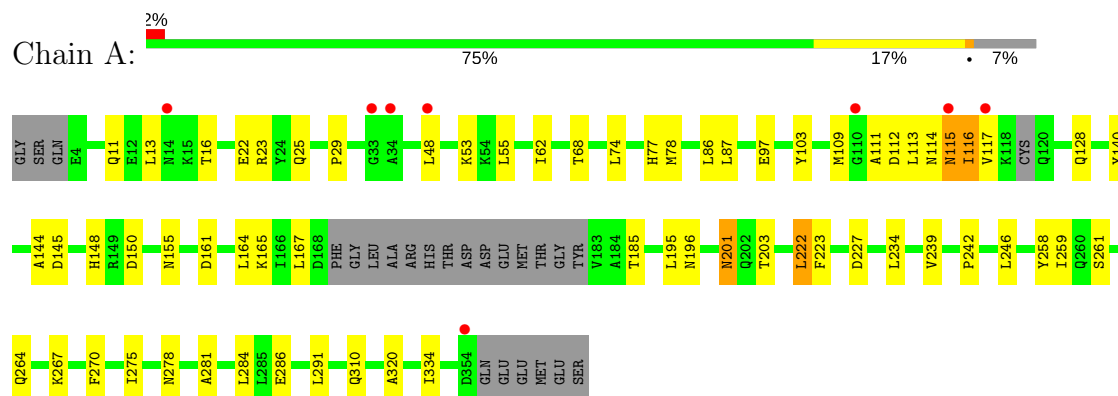 2%
Chain A:
75% 17% • 7%
GLY SER GLN E4 Q11 E12 L13 N14 K15 T16 E22 R23 Y24 Q25 P29 G33 A34 L48 K53 K54 L55 I62 T68 L74 H77 M78 L86 L87 E97 Y103 M109 G110 A111 D112 L113 N114 N115 I116 V117 K118 CYS Q120 Q128
A144 D145 H148 R149 D150 N155 D161 L164 K165 I166 L167 D168 PHE GLY LEU ALA ARG HIS THR ASP ASP GLU MET THR GLY TYR V183 A184 T185 L195 N196 N201 Q202 T203 L222 F223 D227 L234 V239 P242 L246 Y258 I259 Q260 S261
Q264 K267 F270 I275 N278 A281 L284 L285 E286 L291 Q310 A320 I334 D354 GLN GLU GLU MET GLU SER